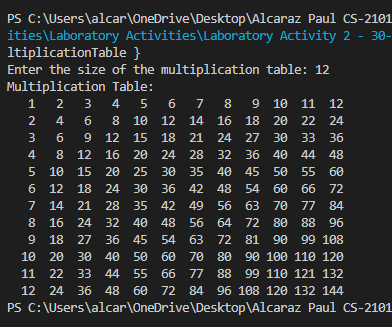 PS C:\Users\alcar\OneDrive\Desktop\Alcaraz Paul CS-2101
ities\Laboratory Activities\Laboratory Activity 2 - 30-
ltiplicationTable }
Enter the size of the multiplication table: 12
Multiplication Table:
1 2 3 4 5 6 7 8 9 10 11 12
2 4 6 8 10 12 14 16 18 20 22 24
3 6 9 12 15 18 21 24 27 30 33 36
4 8 12 16 20 24 28 32 36 40 44 48
5 10 15 20 25 30 35 40 45 50 55 60
6 12 18 24 30 36 42 48 54 60 66 72
7 14 21 28 35 42 49 56 63 70 77 84
8 16 24 32 40 48 56 64 72 80 88 96
9 18 27 36 45 54 63 72 81 90 99 108
10 20 30 40 50 60 70 80 90 100 110 120
11 22 33 44 55 66 77 88 99 110 121 132
12 24 36 48 60 72 84 96 108 120 132 144
PS C:\Users\alcar\OneDrive\Desktop\Alcaraz Paul CS-2101